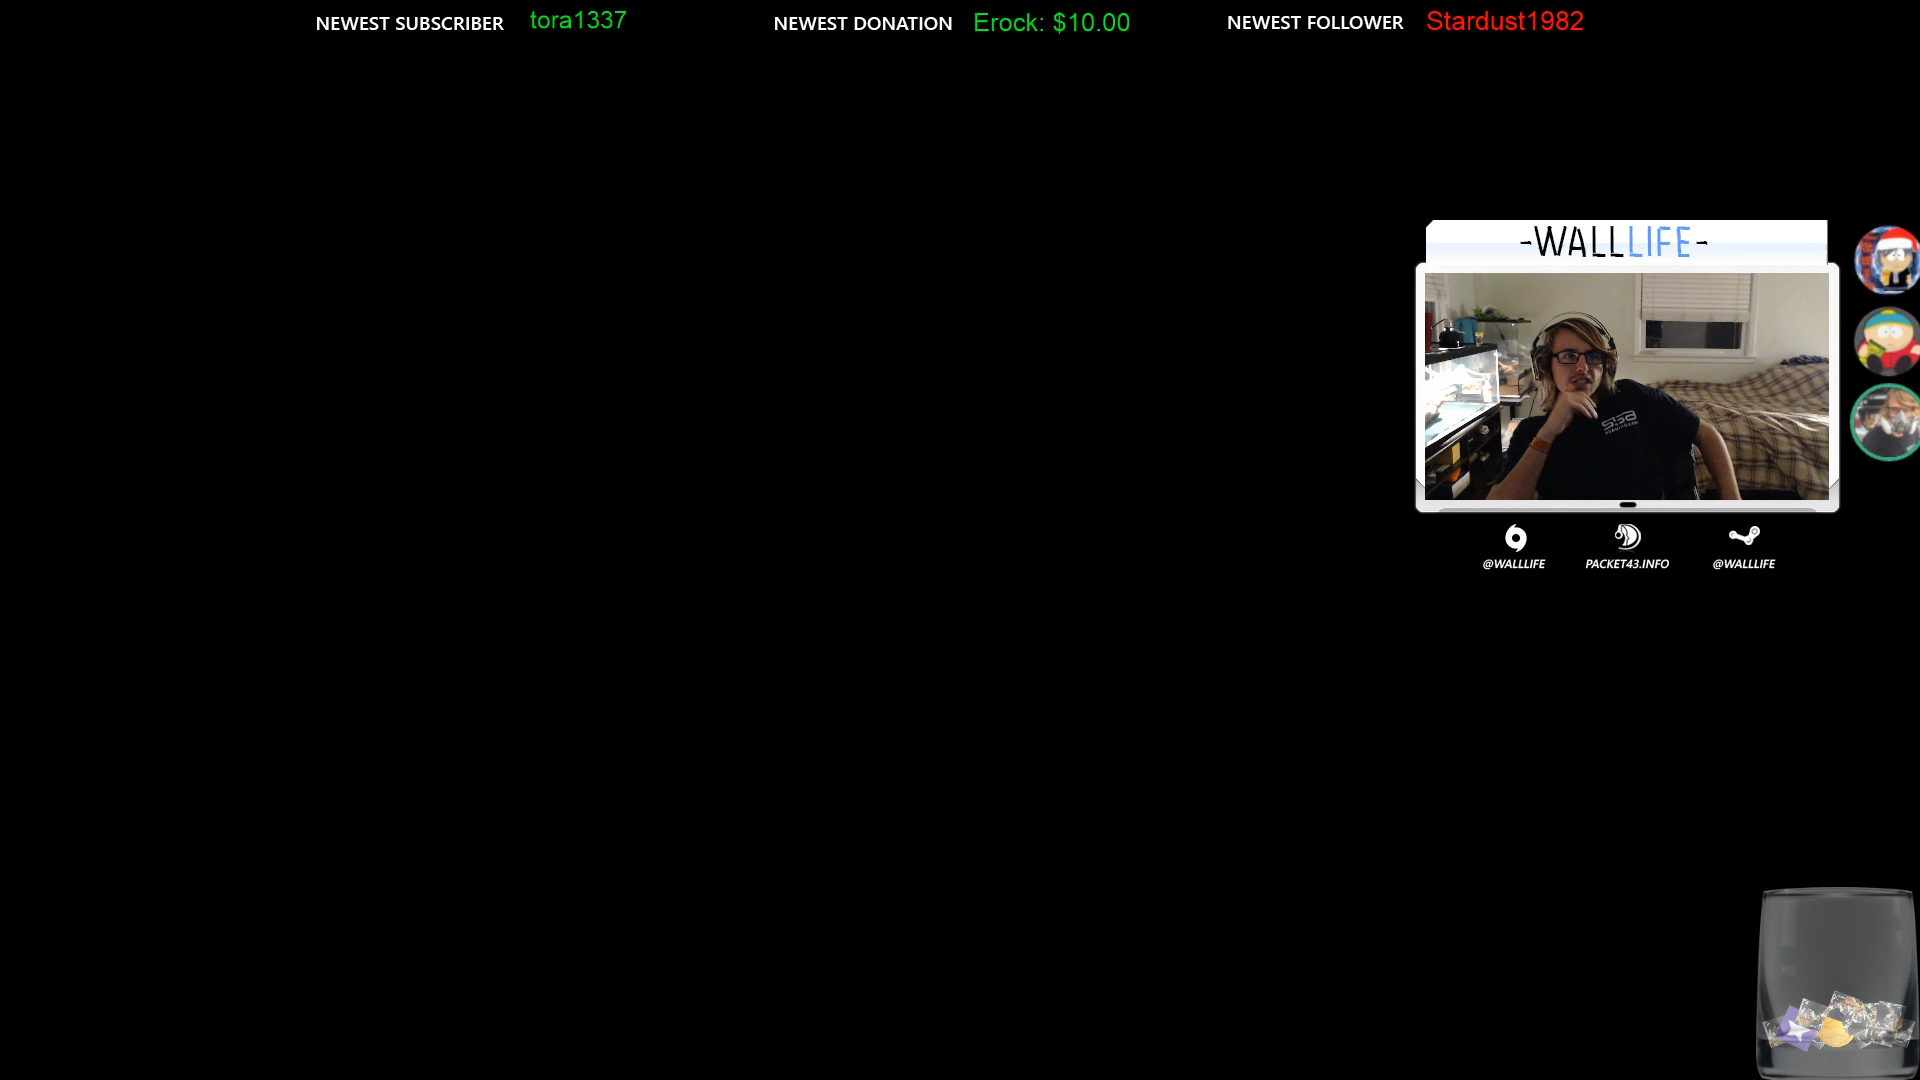 NEWEST SUBSCRIBER tora1337 NEWEST DONATION Erock: $10.00 NEWEST FOLLOWER Stardust1982
-WALLLIFE-
@WALLLIFE PACKET43.INFO @WALLLIFE